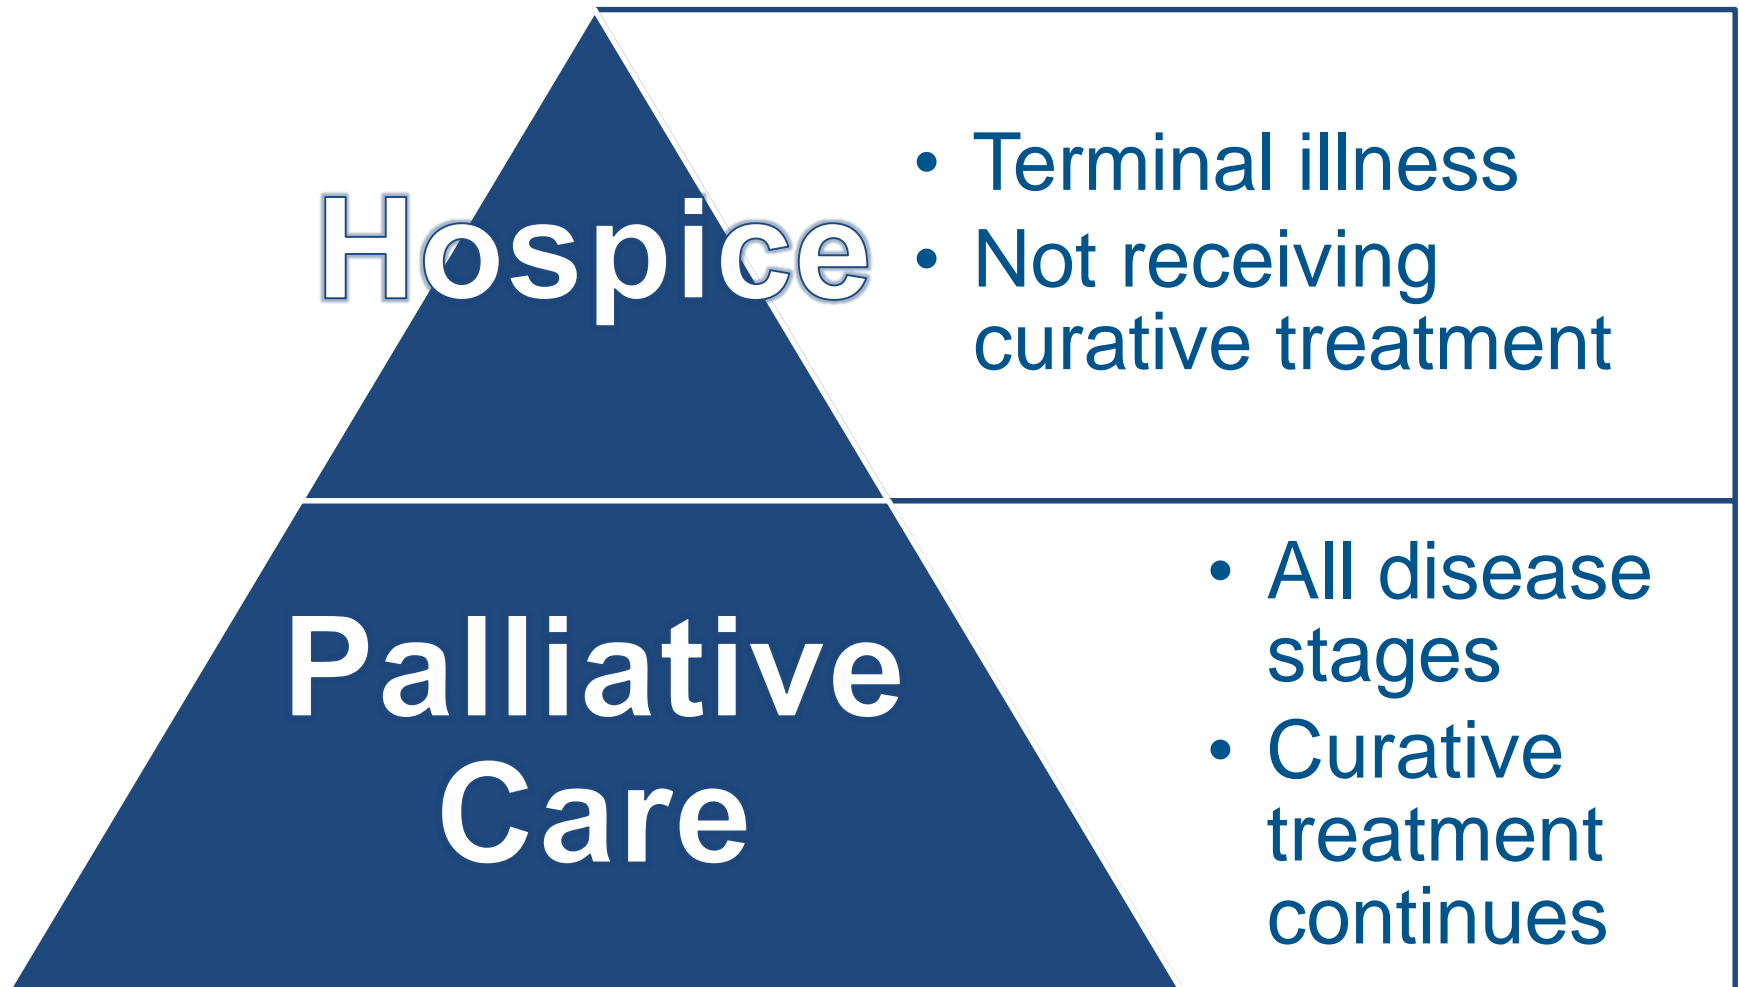 Hospice
• Terminal illness
• Not receiving
curative treatment
Palliative
Care
• All disease
stages
• Curative
treatment
continues